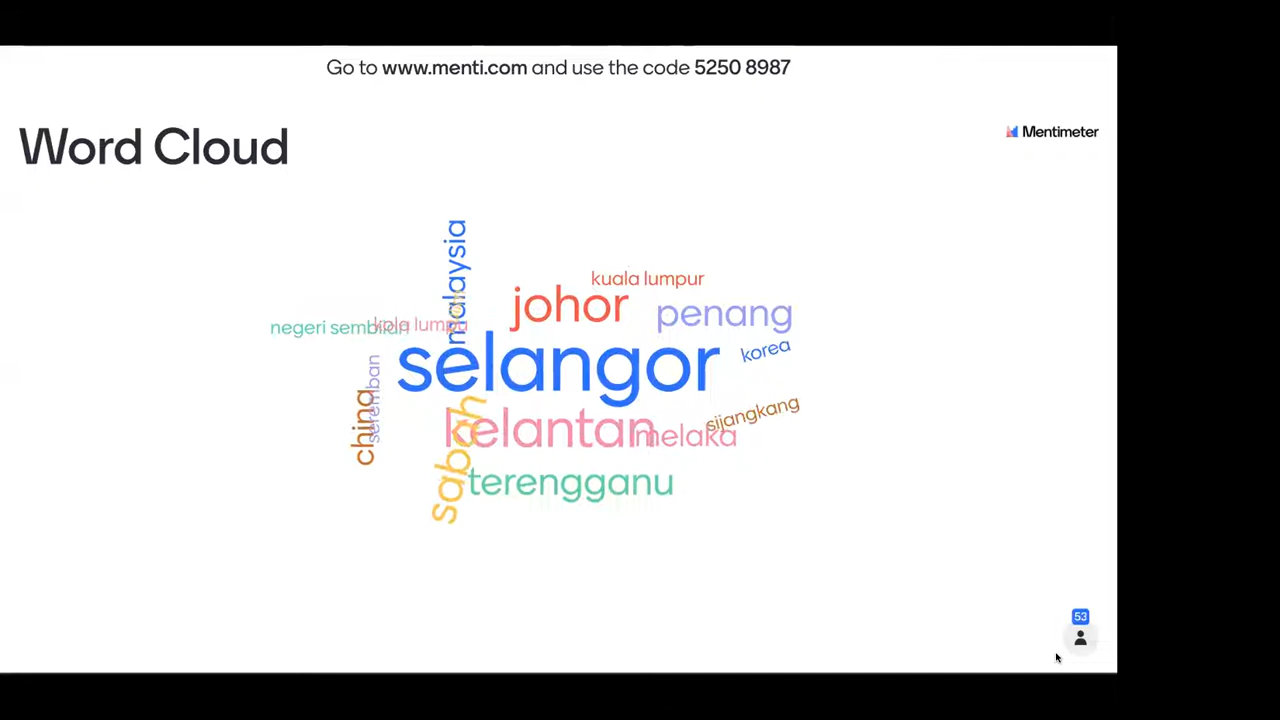 Go to www.menti.com and use the code 5250 8987
Word Cloud
Mentimeter
malaysia
kuala lumpur
johor
penang
negeri sembilan
kola lumpu
korea
selangor
seremban
china
sijangkang
kelantan
melaka
sabah
terengganu
53